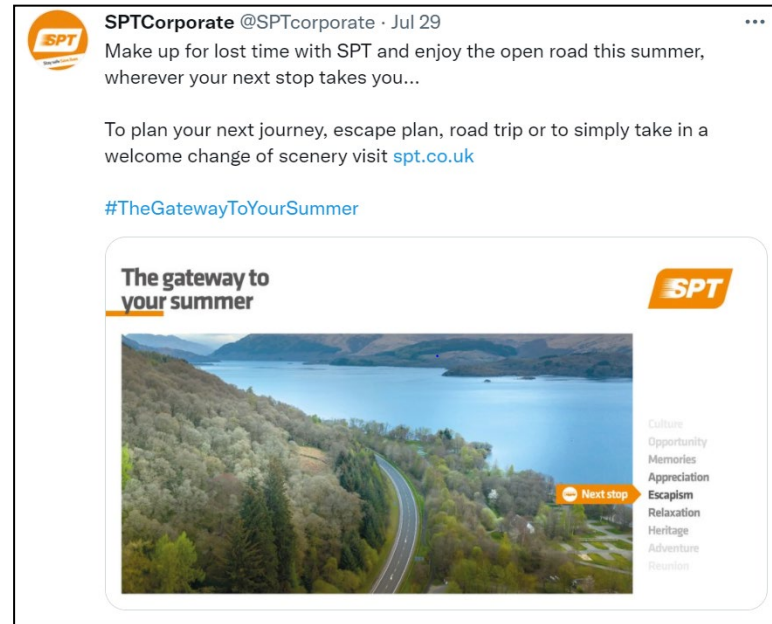 SPTCorporate @SPTcorporate · Jul 29
Make up for lost time with SPT and enjoy the open road this summer,
wherever your next stop takes you...
To plan your next journey, escape plan, road trip or to simply take in a
welcome change of scenery visit spt.co.uk
#TheGatewayToYourSummer
The gateway to
your summer
SPT
Culture
Opportunity
Memories
Appreciation
Next stop Escapism
Relaxation
Heritage
Adventure
Reunion
SPT